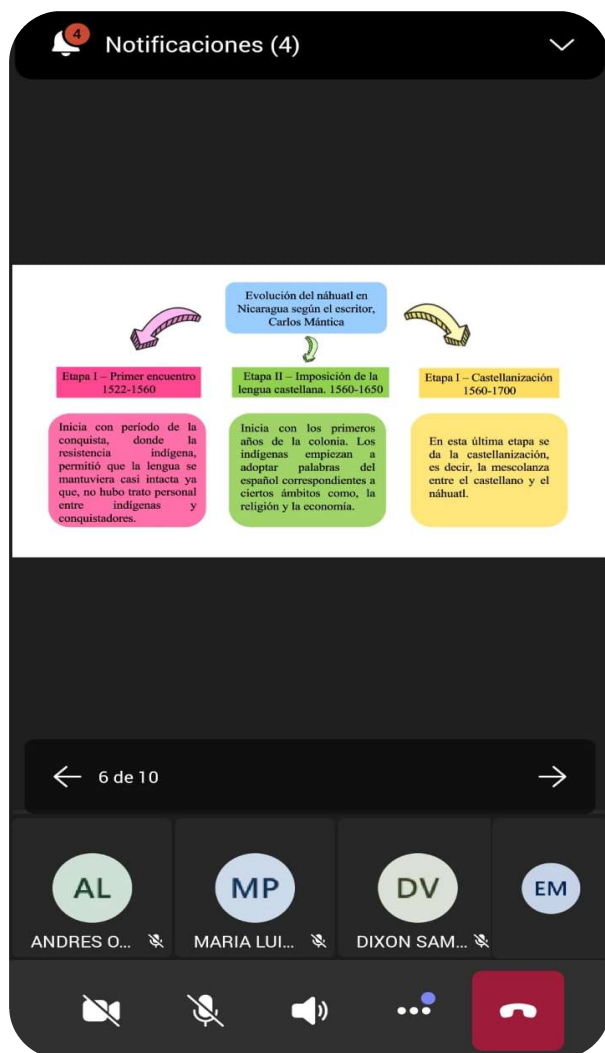 4
Notificaciones (4)
Evolución del náhuatl en
Nicaragua según el escritor,
Carlos Mántica
Etapa I – Primer encuentro
1522-1560
Inicia con período de la
conquista, donde la
resistencia indígena,
permitió que la lengua se
mantuviera casi intacta ya
que, no hubo trato personal
entre indígenas y
conquistadores.
Etapa II – Imposición de la
lengua castellana. 1560-1650
Inicia con los primeros
años de la colonia. Los
indígenas empiezan a
adoptar palabras del
español correspondientes a
ciertos ámbitos como, la
religión y la economía.
Etapa I – Castellanización
1560-1700
En esta última etapa se
da la castellanización,
es decir, la mescolanza
entre el castellano y el
náhuatl.
6 de 10
AL
ANDRES O...
MP
MARIA LUI...
DV
DIXON SAM...
EM